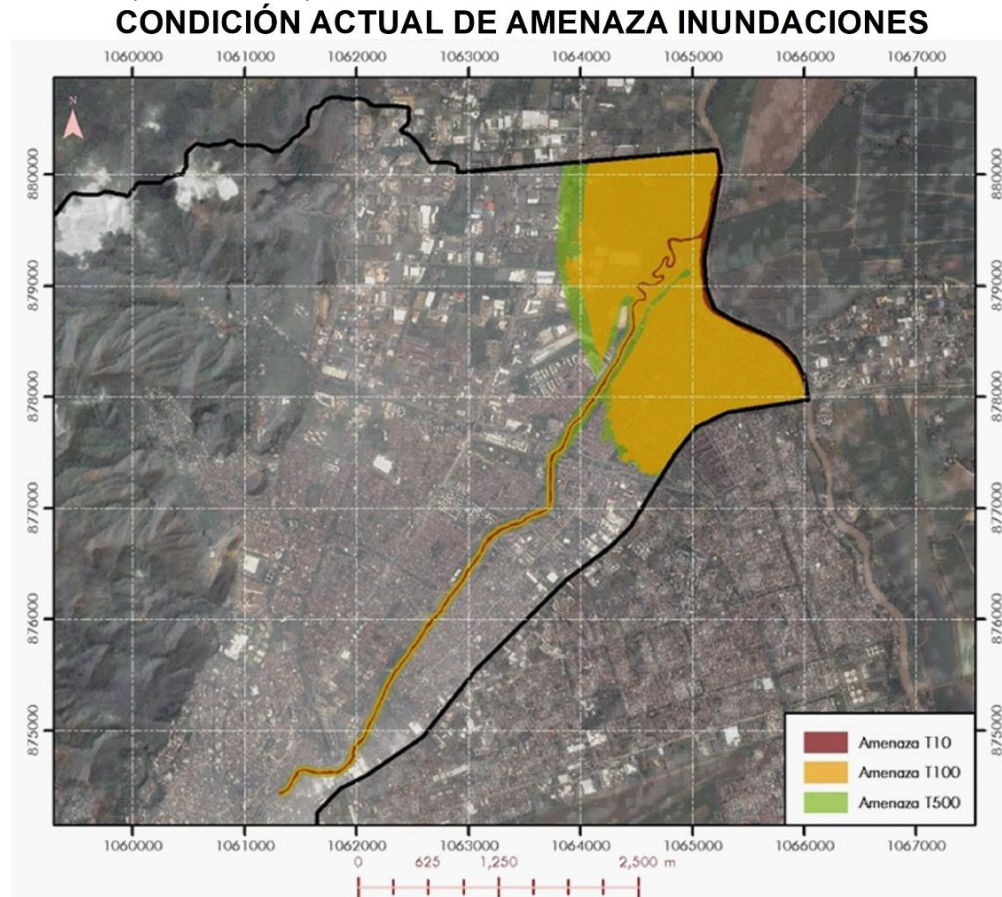 CONDICIÓN ACTUAL DE AMENAZA INUNDACIONES
1060000 1061000 1062000 1063000 1064000 1065000 1066000 1067000
N
880000 880000
879000 879000
878000 878000
877000 877000
876000 876000
875000 875000
Amenaza T10
Amenaza T100
Amenaza T500
1060000 1061000 1062000 1063000 1064000 1065000 1066000 1067000
0 625 1,250 2,500 m